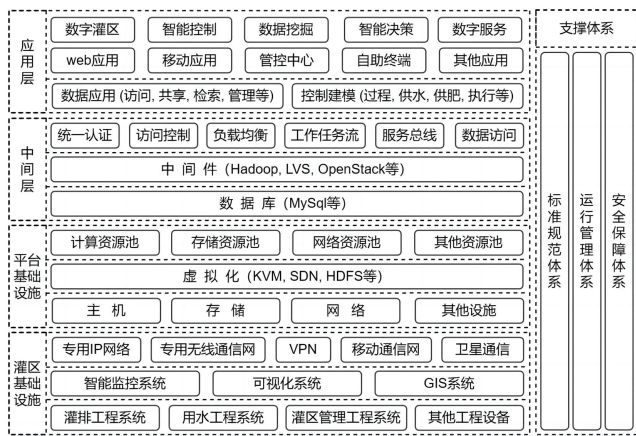 应用层
数字灌区 智能控制 数据挖掘 智能决策 数字服务
web应用 移动应用 管控中心 自助终端 其他应用
数据应用 (访问, 共享, 检索, 管理等) 控制建模 (过程, 供水, 供肥, 执行等)
中间层
统一认证 访问控制 负载均衡 工作任务流 服务总线 数据访问
中间件 (Hadoop, LVS, OpenStack等)
数据库 (MySql等)
平台基础设施
计算资源池 存储资源池 网络资源池 其他资源池
虚拟化 (KVM, SDN, HDFS等)
主机 存储 网络 其他设施
灌区基础设施
专用IP网络 专用无线通信网 VPN 移动通信网 卫星通信
智能监控系统 可视化系统 GIS系统
灌排工程系统 用水工程系统 灌区管理工程系统 其他工程设备
支撑体系
标准规范体系
运行管理体系
安全保障体系